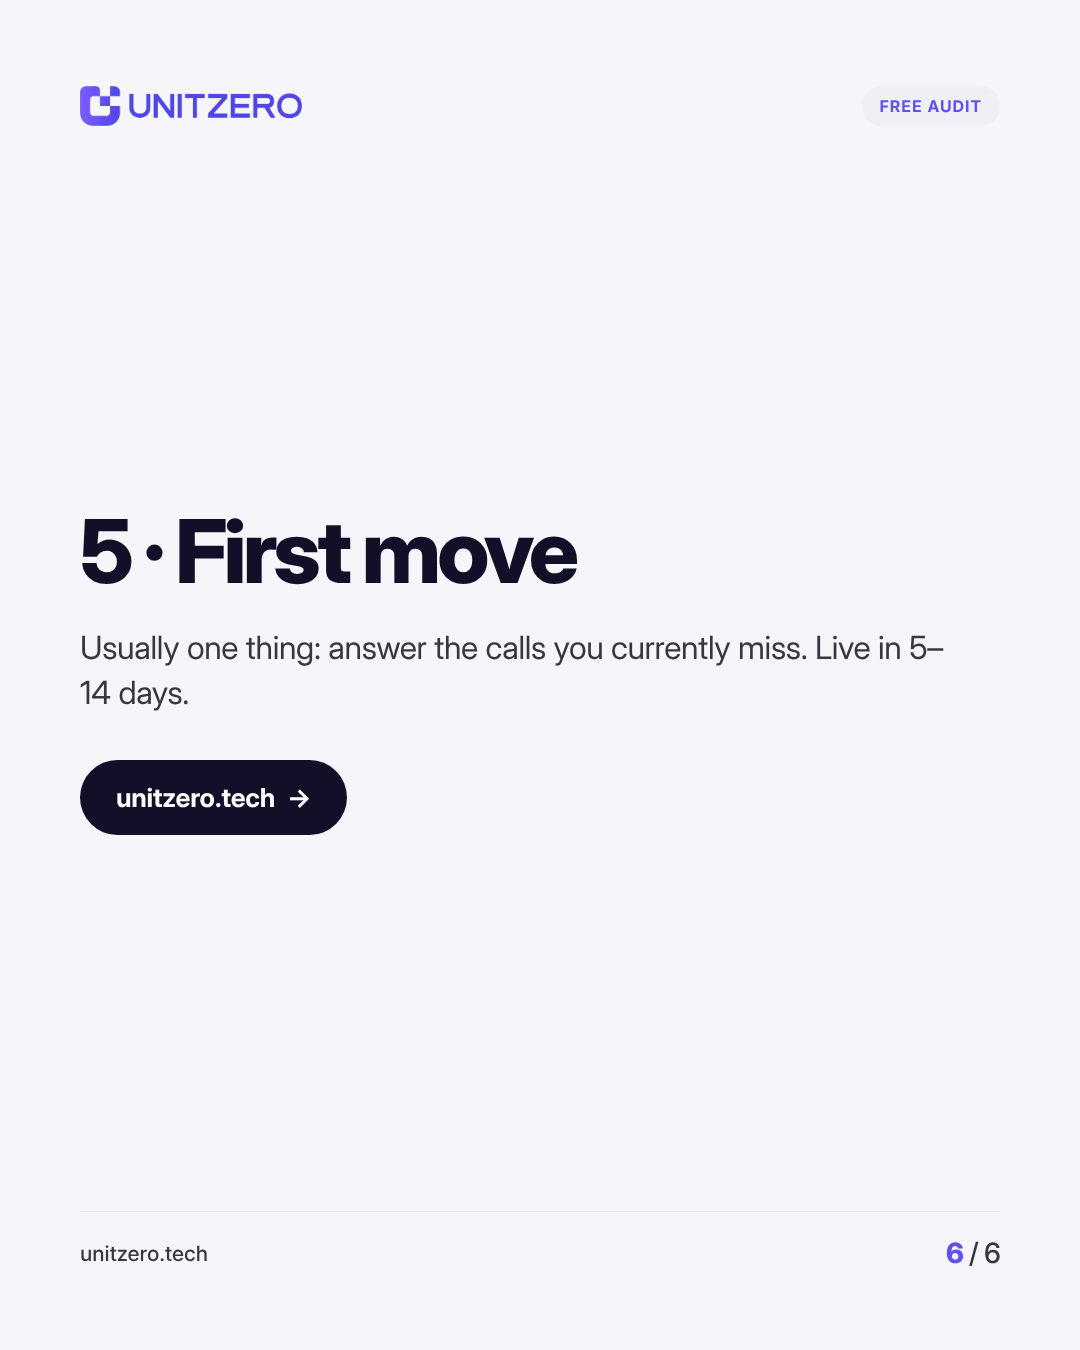 UNITZERO
FREE AUDIT
5 · First move
Usually one thing: answer the calls you currently miss. Live in 5–
14 days.
unitzero.tech →
unitzero.tech
6 / 6